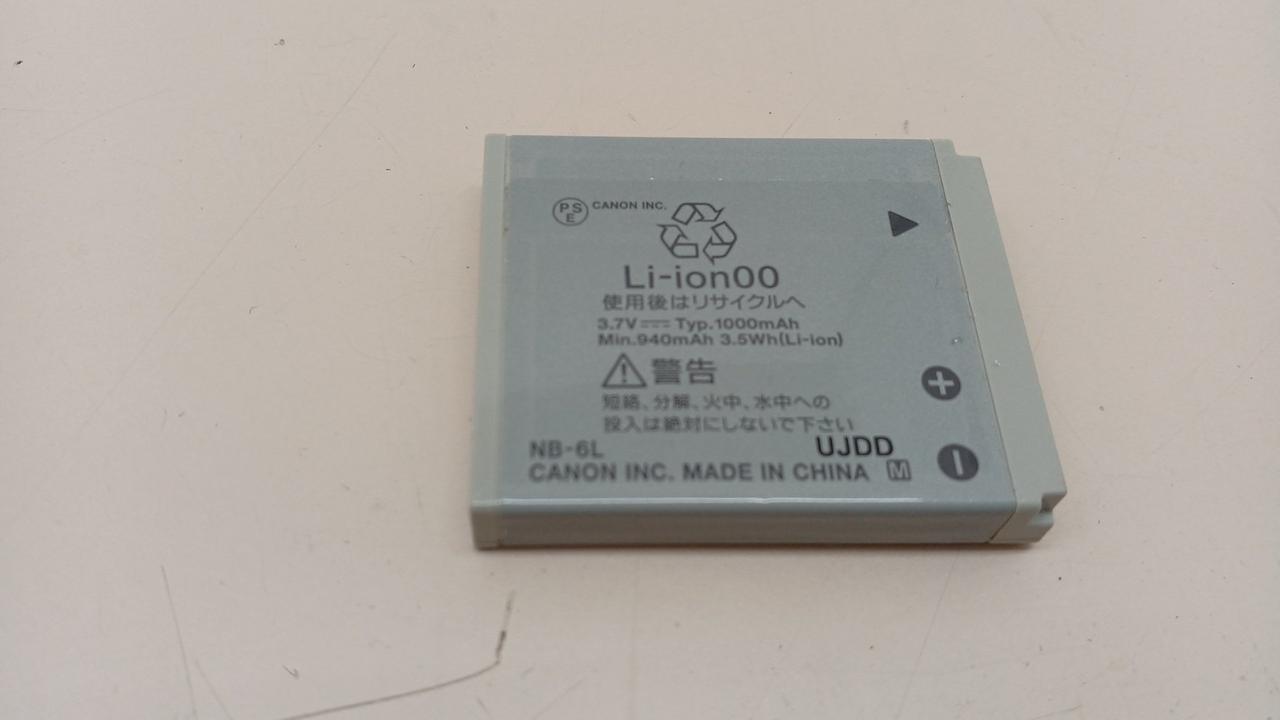 PSE CANON INC.
Li-ion00
使用後はリサイクルへ
3.7V⎓ Typ.1000mAh
Min.940mAh 3.5Wh(Li-ion)
⚠警告
短絡、分解、火中、水中への
投入は絶対にしないで下さい
NB-6L UJDD
CANON INC. MADE IN CHINA M